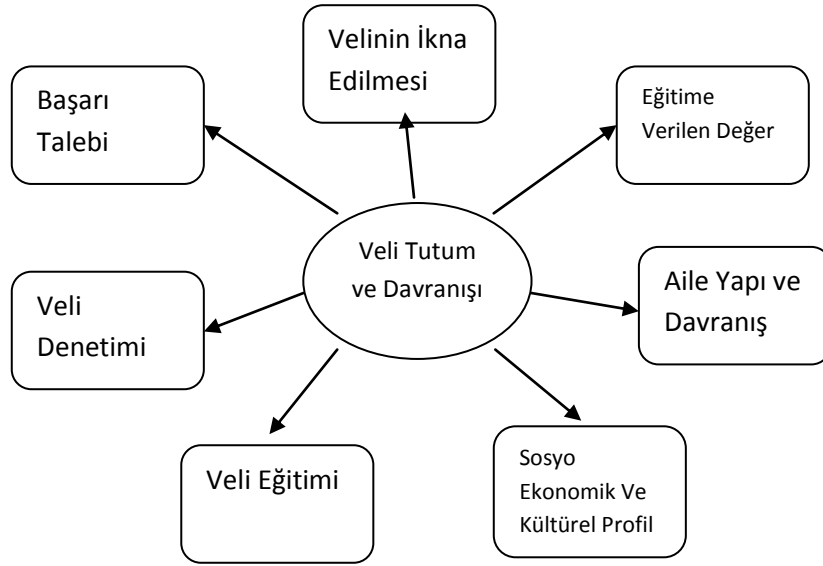 Velinin İkna
Edilmesi
Başarı
Talebi
Eğitime
Verilen Değer
Veli Tutum
ve Davranışı
Veli
Denetimi
Aile Yapı ve
Davranış
Veli Eğitimi
Sosyo
Ekonomik Ve
Kültürel Profil